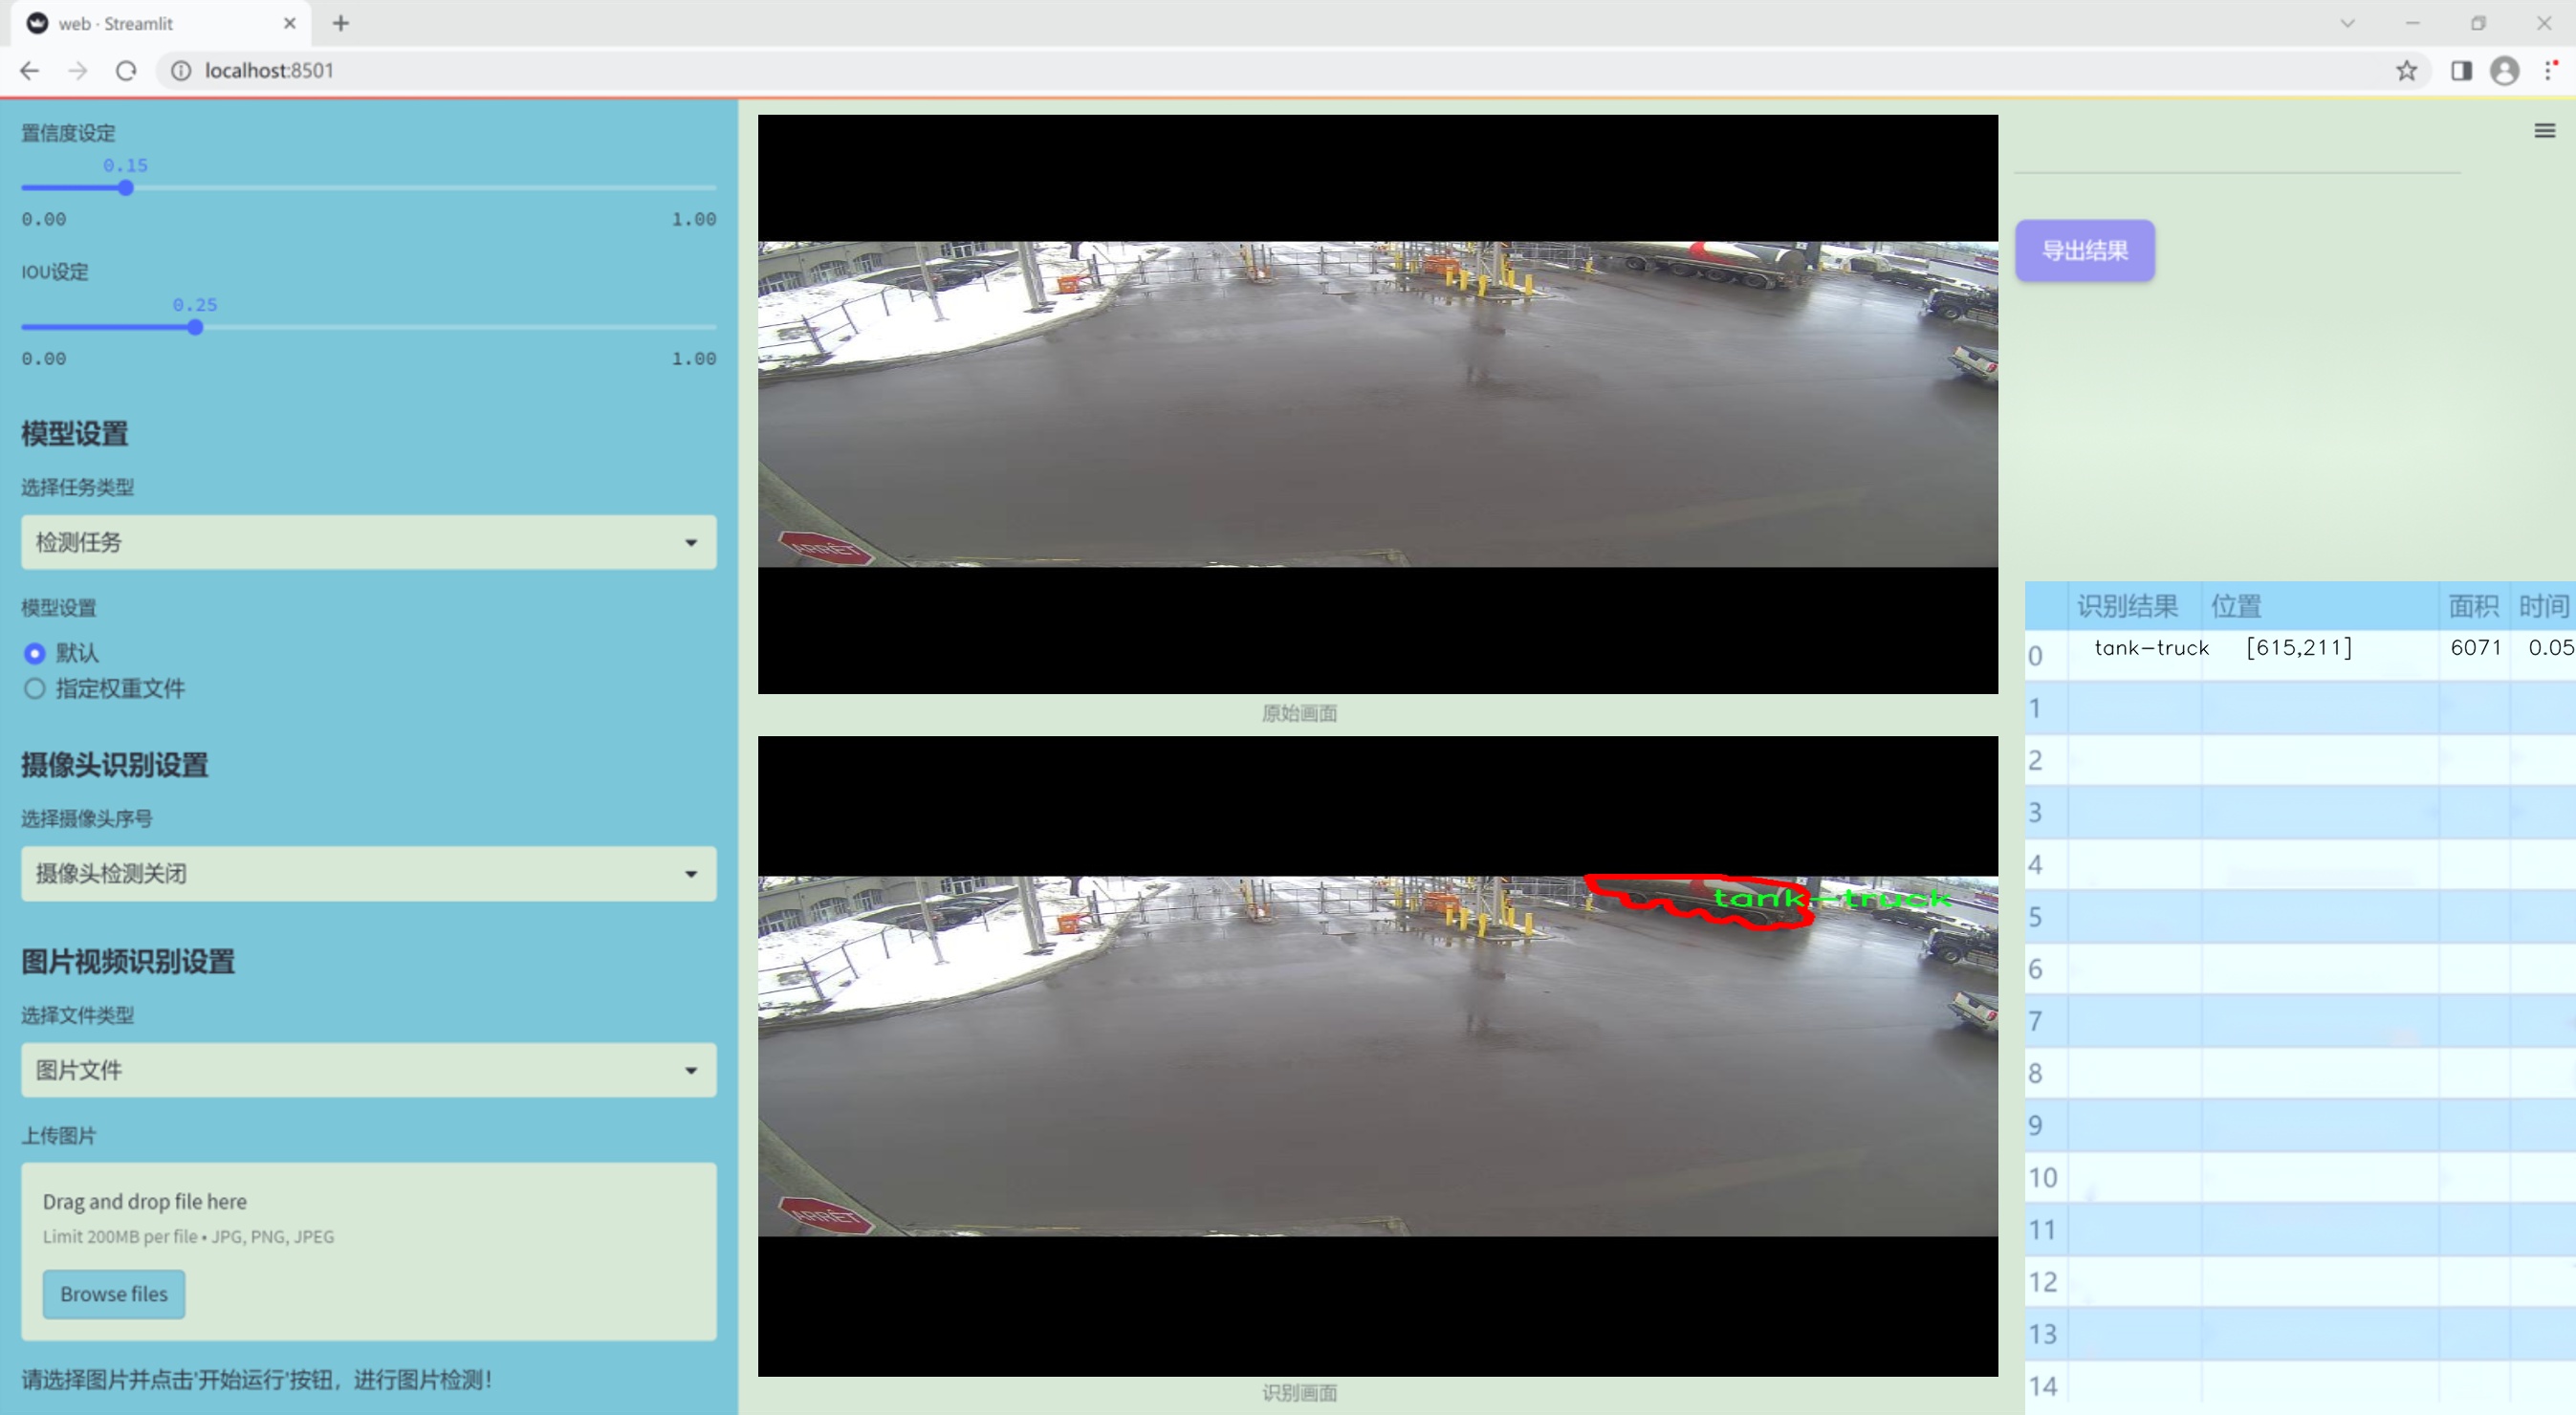 web · Streamlit
localhost:8501
置信度设定
0.15
0.00
1.00
IOU设定
0.25
0.00
1.00
模型设置
选择任务类型
检测任务
模型设置
默认
指定权重文件
摄像头识别设置
选择摄像头序号
摄像头检测关闭
图片视频识别设置
选择文件类型
图片文件
上传图片
Drag and drop file here
Limit 200MB per file • JPG, PNG, JPEG
Browse files
请选择图片并点击'开始运行'按钮，进行图片检测！
ARRÊT
原始画面
tank-truck
ARRÊT
识别画面
导出结果
识别结果 位置 面积 时间
0 tank-truck [615,211] 6071 0.05
1
2
3
4
5
6
7
8
9
10
11
12
13
14